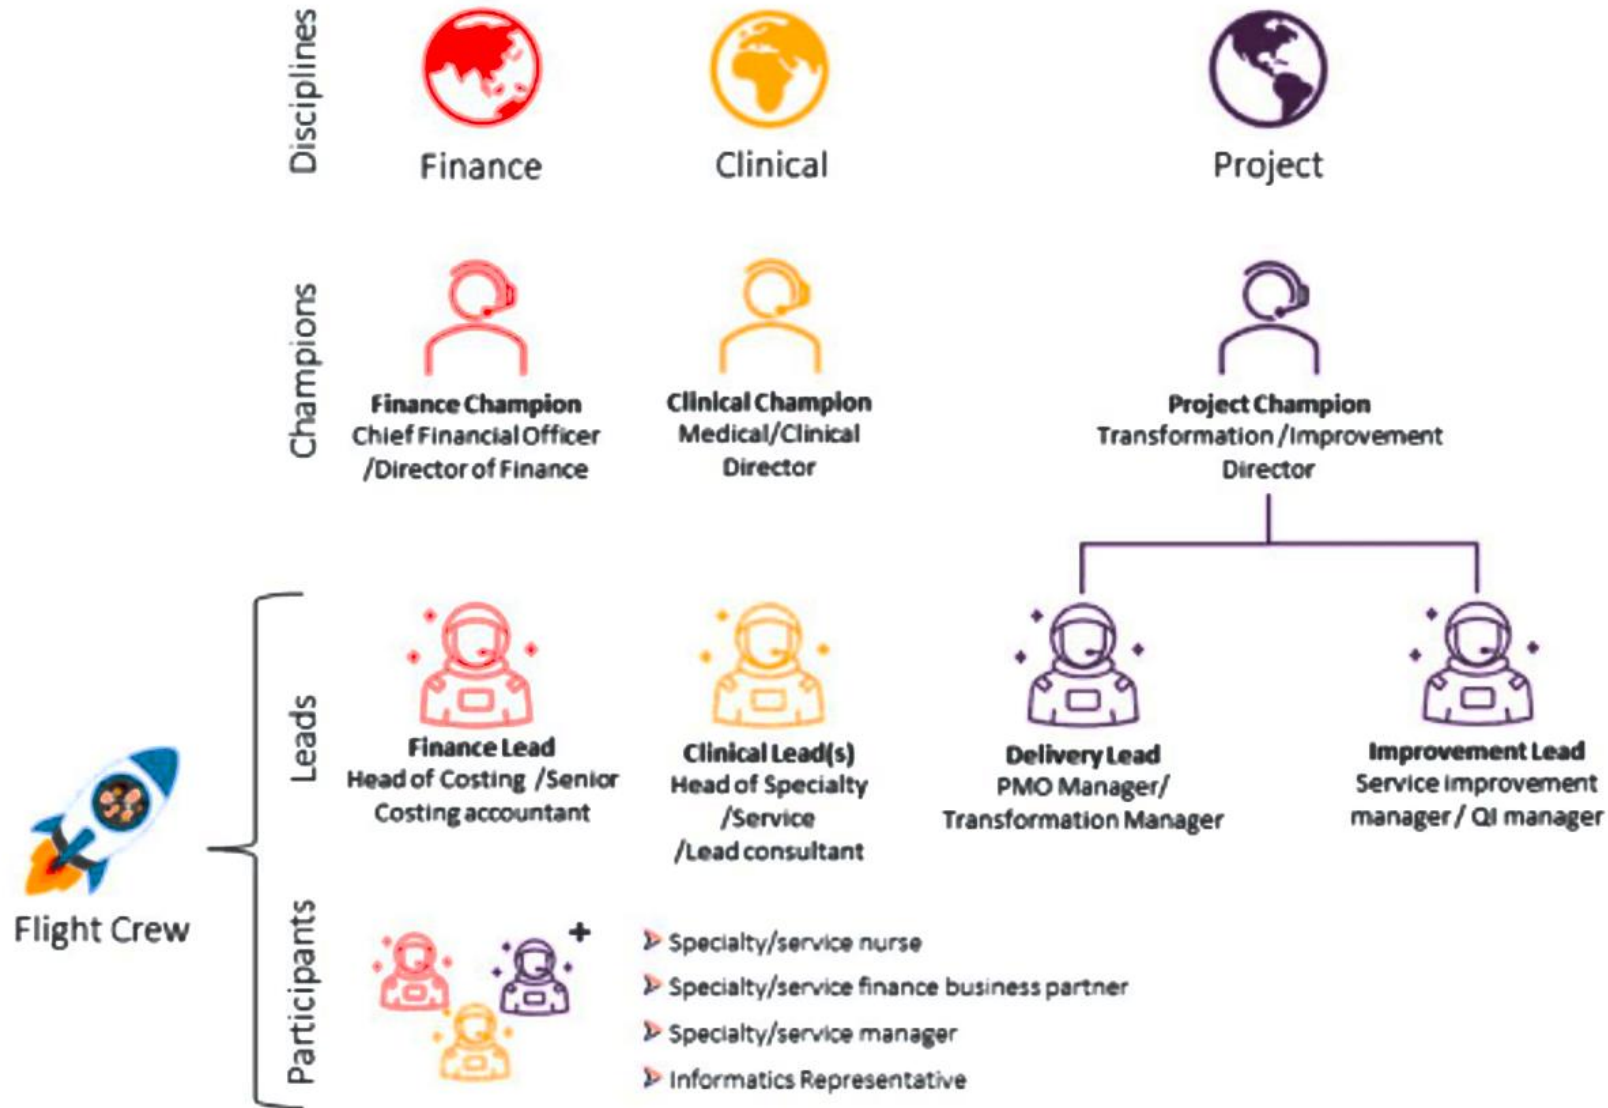 Disciplines
Finance
Clinical
Project
Champions
Finance Champion
Chief Financial Officer
/Director of Finance
Clinical Champion
Medical/Clinical
Director
Project Champion
Transformation /Improvement
Director
Leads
Finance Lead
Head of Costing /Senior
Costing accountant
Clinical Lead(s)
Head of Specialty
/Service
/Lead consultant
Delivery Lead
PMO Manager/
Transformation Manager
Improvement Lead
Service improvement
manager/ QI manager
Flight Crew
Participants
+
Specialty/service nurse
Specialty/service finance business partner
Specialty/service manager
Informatics Representative